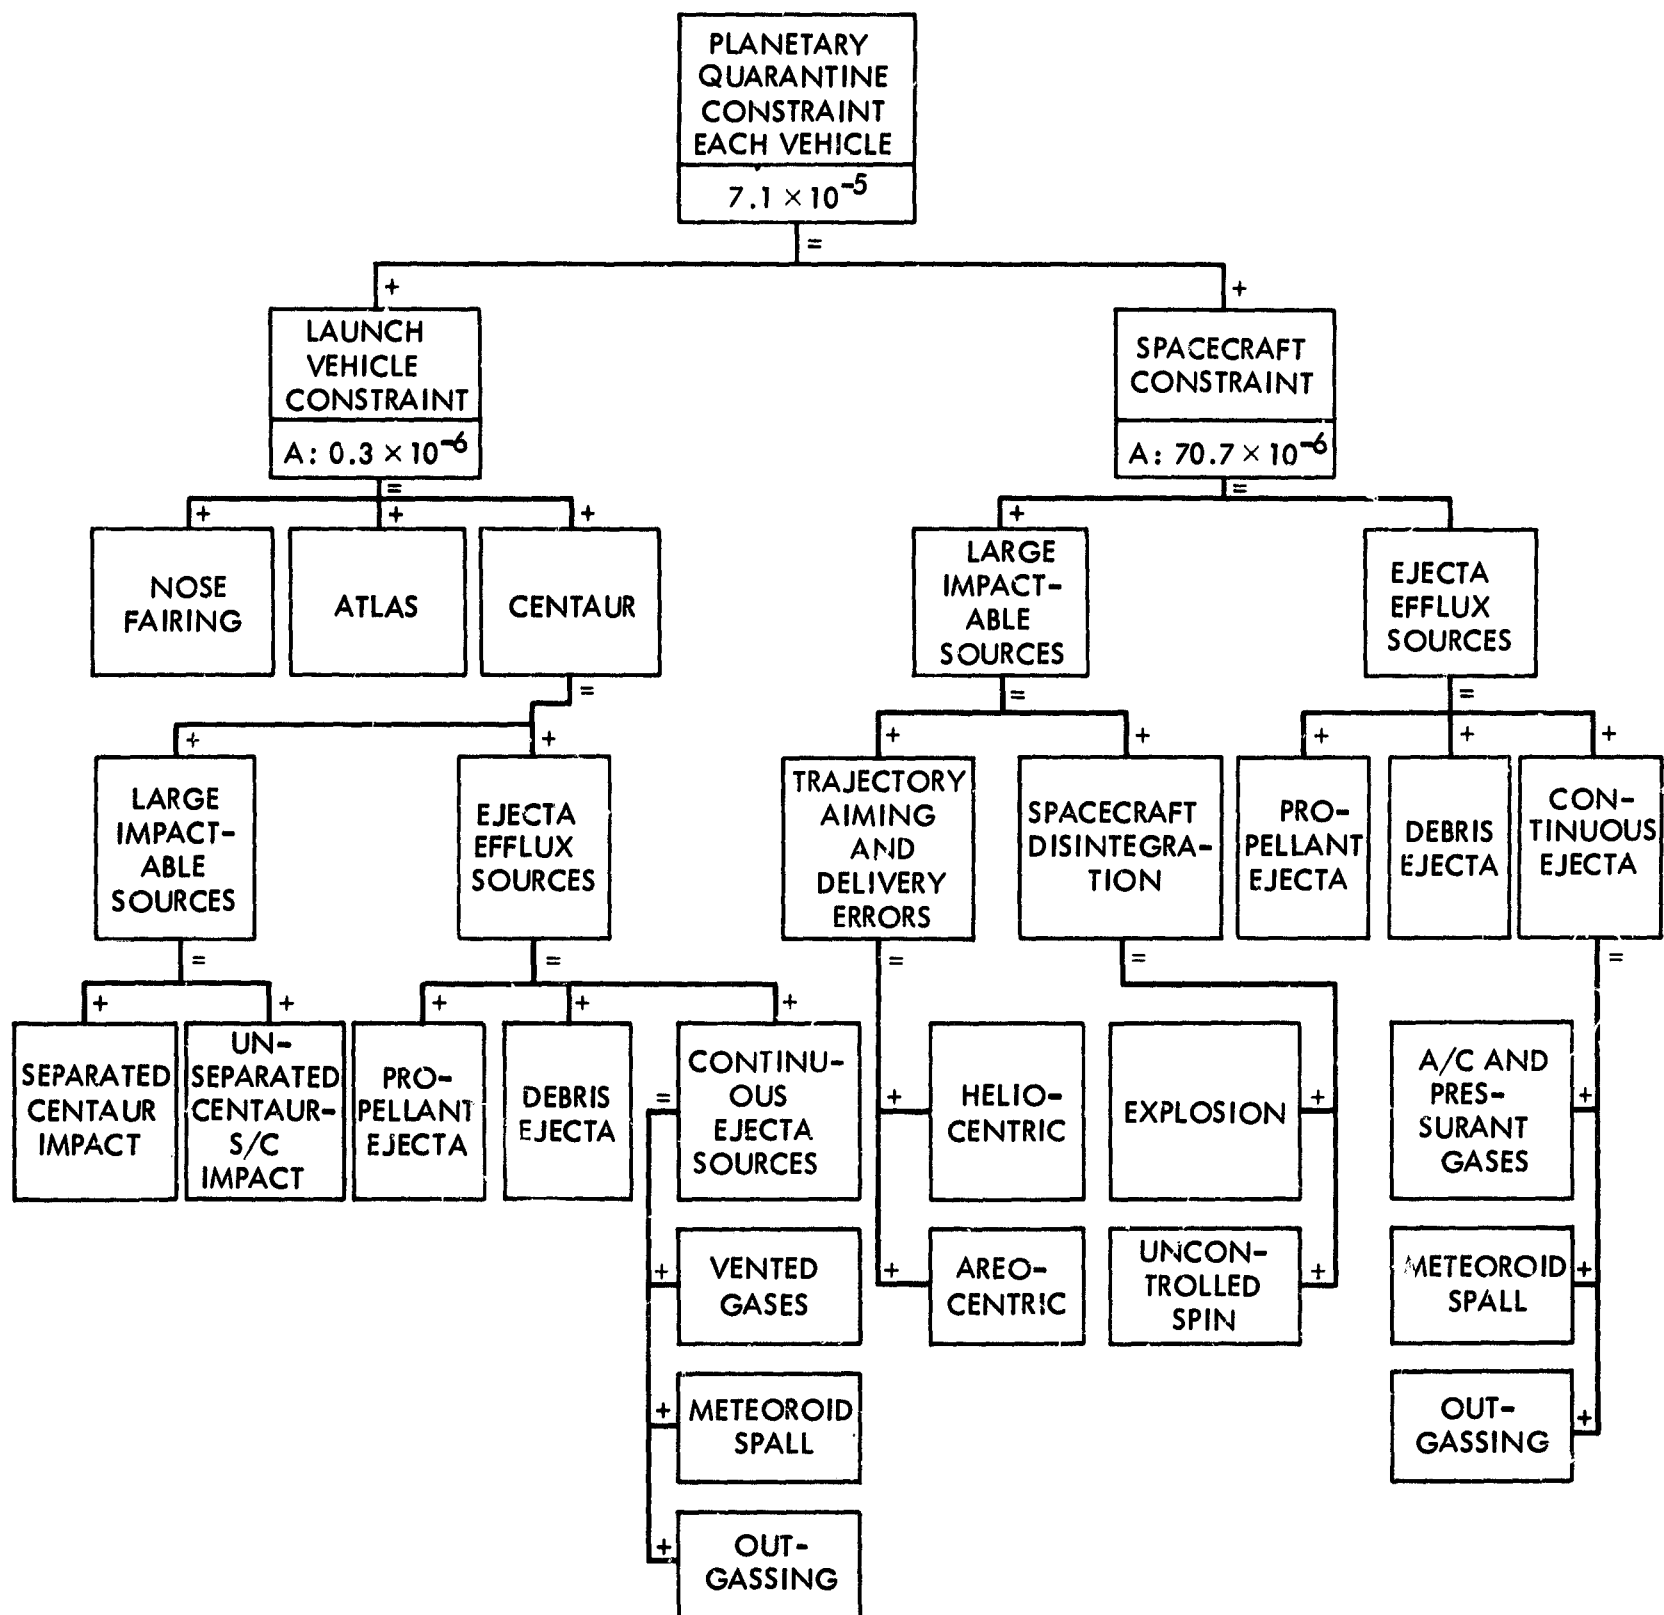 PLANETARY
QUARANTINE
CONSTRAINT
EACH VEHICLE
7.1 × 10⁻⁵
=
+
+
LAUNCH
VEHICLE
CONSTRAINT
A: 0.3 × 10⁻⁶
=
SPACECRAFT
CONSTRAINT
A: 70.7 × 10⁻⁶
=
+
+
+
+
NOSE
FAIRING
ATLAS
CENTAUR
=
LARGE
IMPACT-
ABLE
SOURCES
=
EJECTA
EFFLUX
SOURCES
=
+
+
+
+
+
+
+
LARGE
IMPACT-
ABLE
SOURCES
=
EJECTA
EFFLUX
SOURCES
=
TRAJECTORY
AIMING
AND
DELIVERY
ERRORS
=
SPACECRAFT
DISINTEGRA-
TION
=
PRO-
PELLANT
EJECTA
DEBRIS
EJECTA
CON-
TINUOUS
EJECTA
=
+
+
+
+
+
SEPARATED
CENTAUR
IMPACT
UN-
SEPARATED
CENTAUR-
S/C
IMPACT
PRO-
PELLANT
EJECTA
DEBRIS
EJECTA
=
CONTINU-
OUS
EJECTA
SOURCES
+
HELIO-
CENTRIC
EXPLOSION
+
A/C AND
PRES-
SURANT
GASES
+
+
VENTED
GASES
+
AREO-
CENTRIC
UNCON-
TROLLED
SPIN
+
METEOROID
SPALL
+
+
METEOROID
SPALL
OUT-
GASSING
+
+
OUT-
GASSING